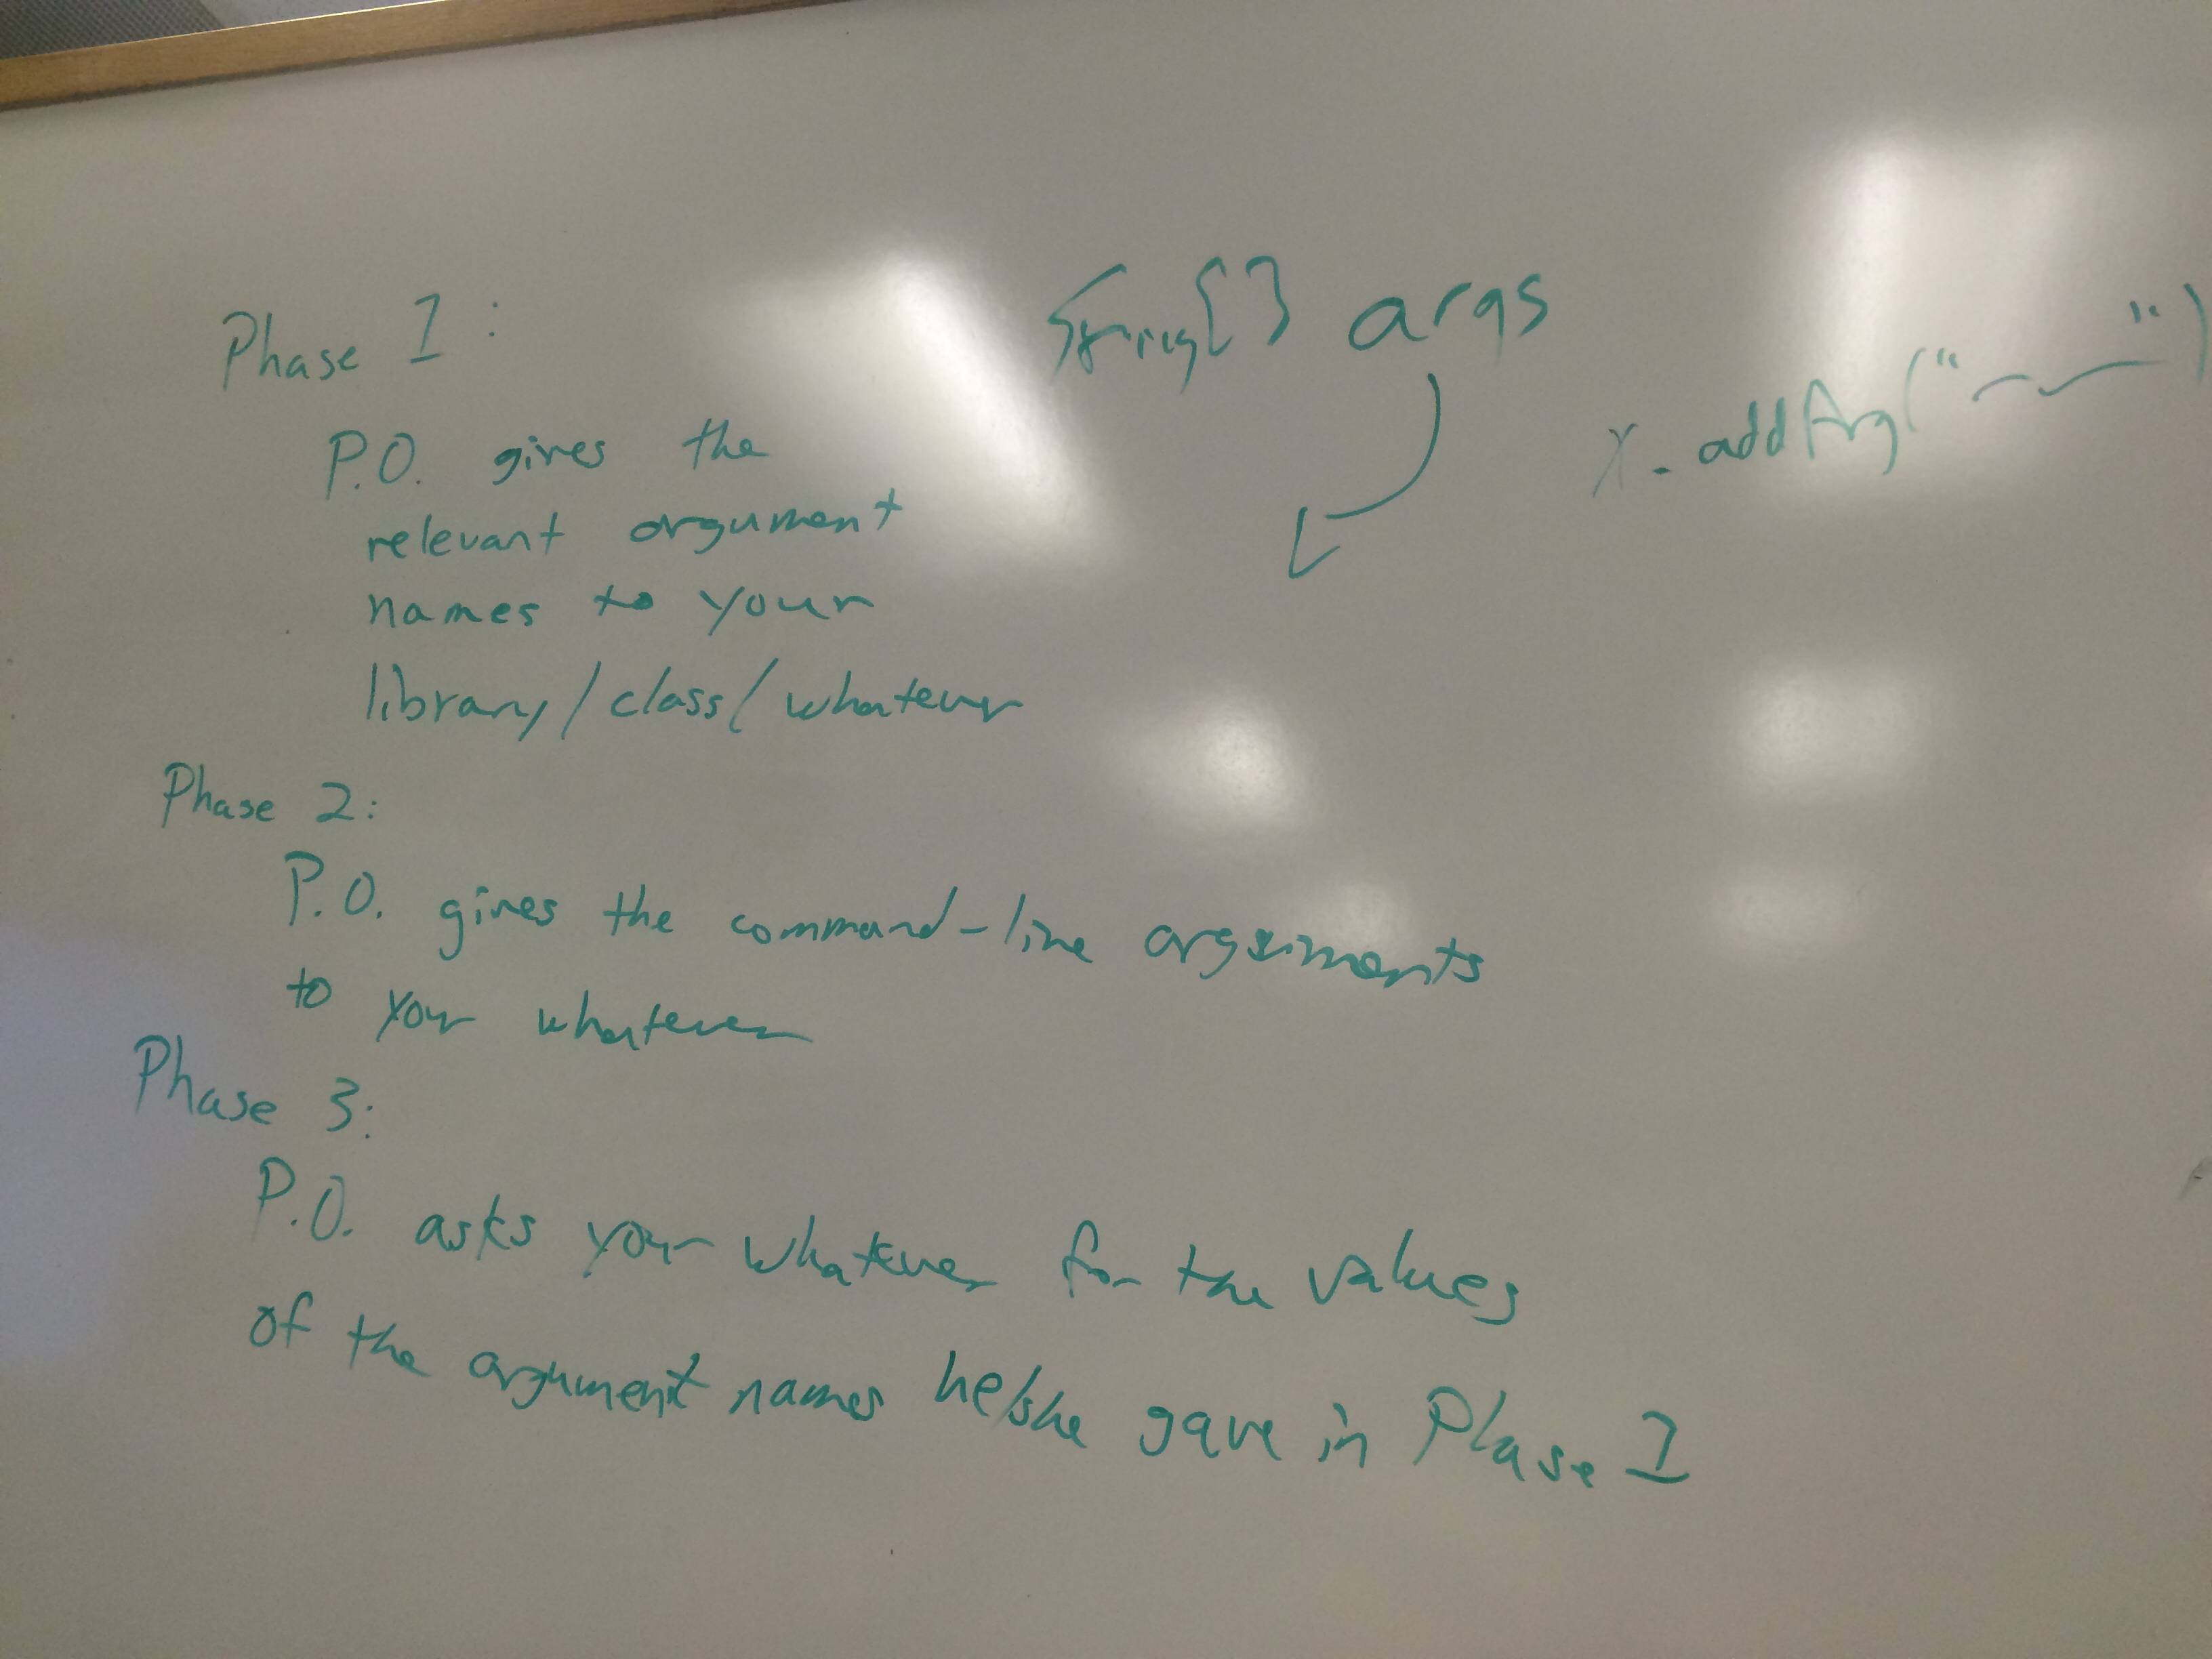 Phase 1:
P.O. gives the
relevant argument
names to your
library/class/whatever
String[] args
x.addArg("
")
Phase 2:
P.O. gives the command-line arguments
to your whatever
Phase 3:
P.O. asks your whatever for the values
of the argument names he/she gave in Phase 1